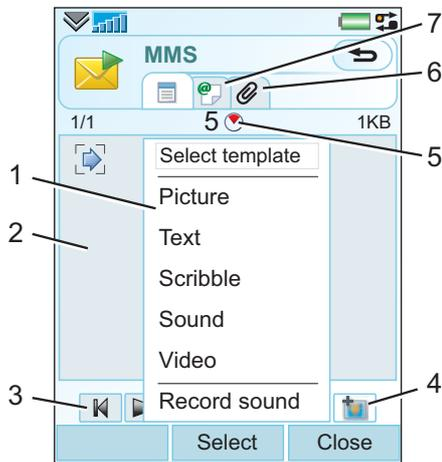 7
MMS
6
1/1 5 1KB
5
Select template
1
Picture
2
Text
Scribble
Sound
Video
4
3
Record sound
Select Close